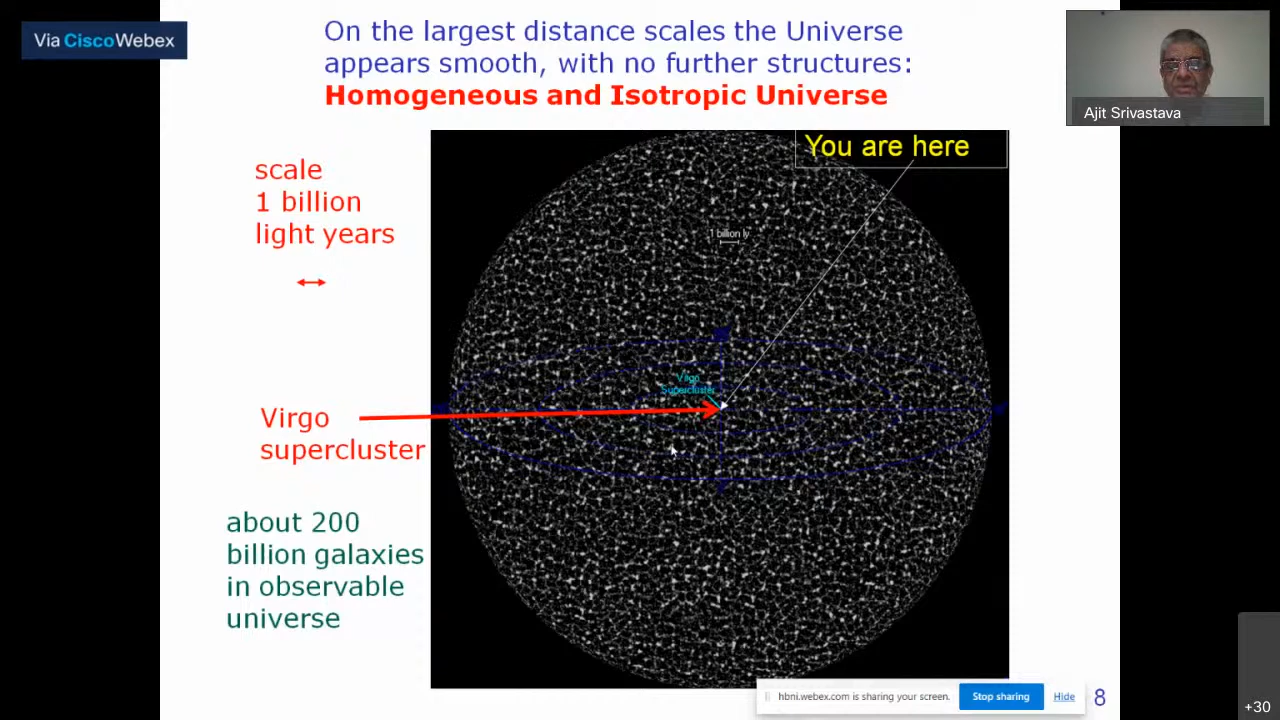 Via CiscoWebex
On the largest distance scales the Universe
appears smooth, with no further structures:
Homogeneous and Isotropic Universe
Ajit Srivastava
You are here
scale
1 billion
light years
1 billion ly
Virgo
Supercluster
Virgo
supercluster
about 200
billion galaxies
in observable
universe
hbni.webex.com is sharing your screen.
Stop sharing
Hide
8
+30